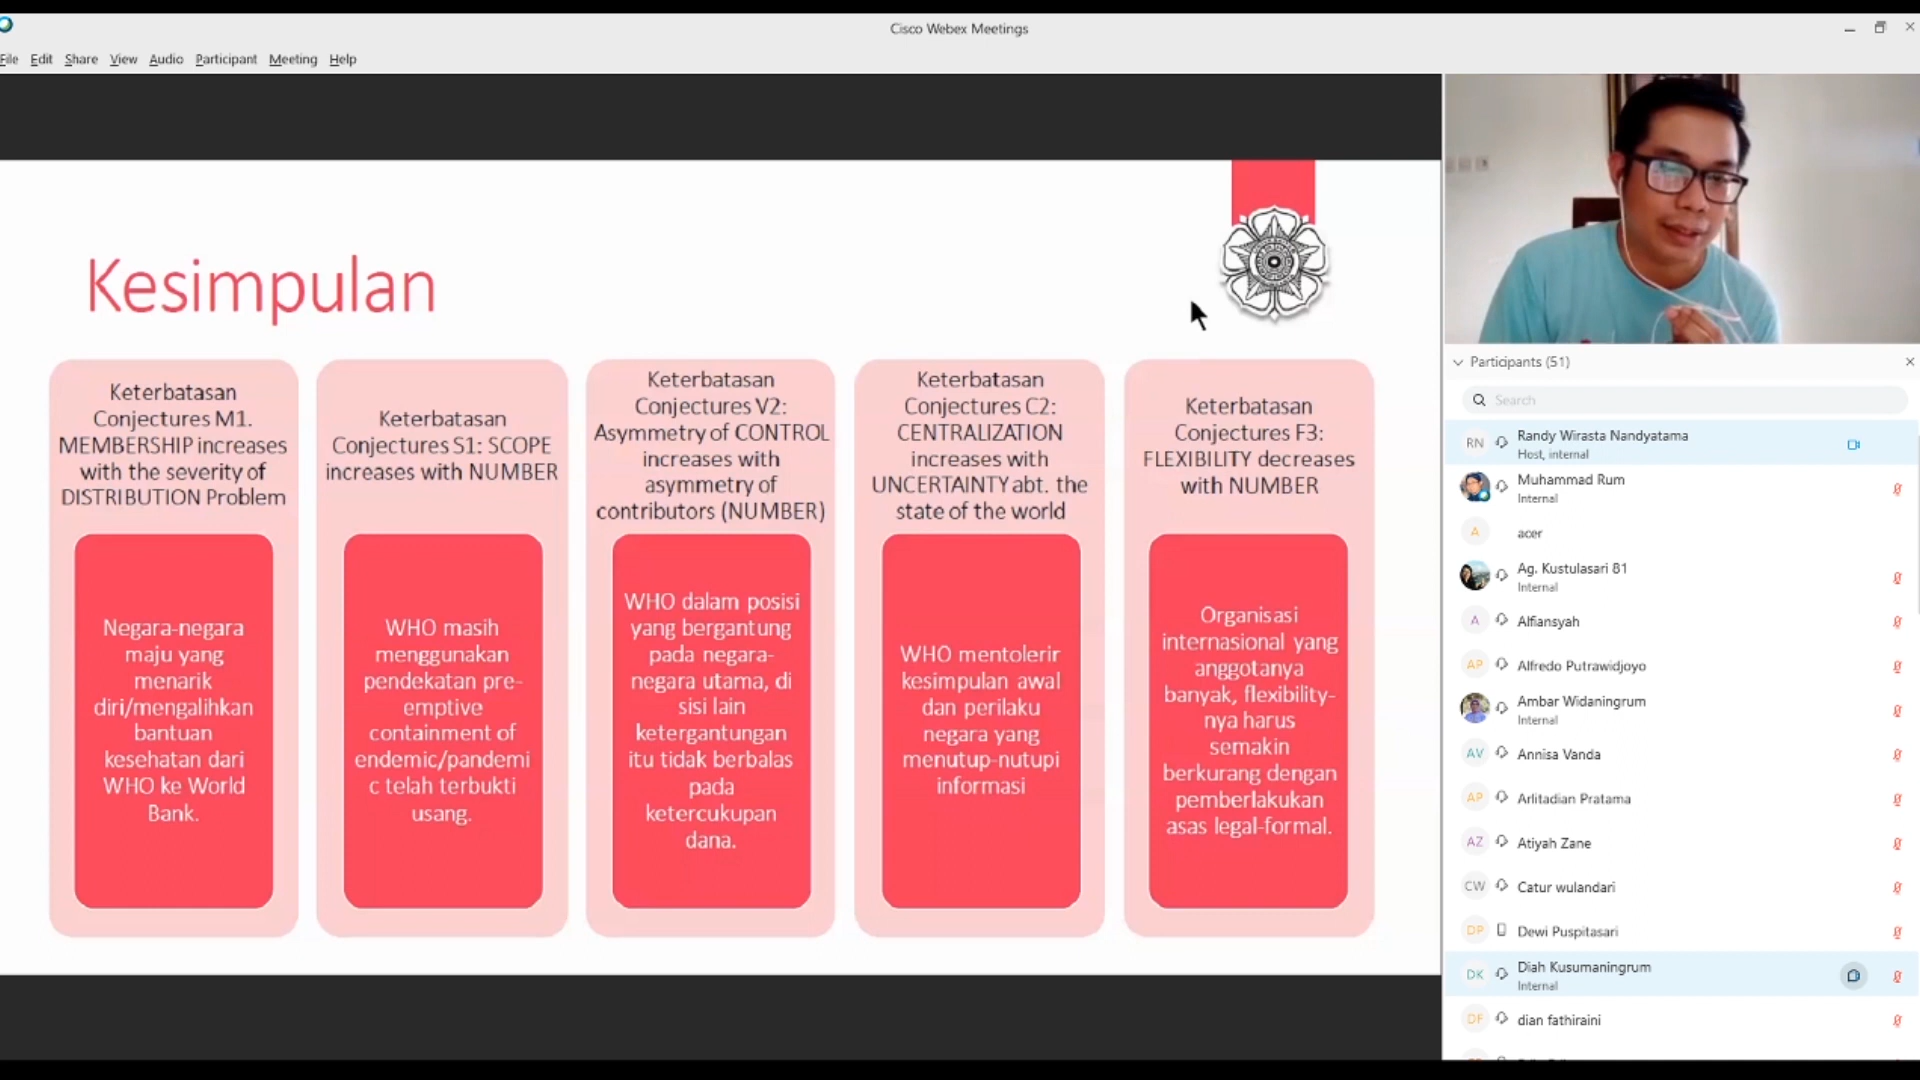 Cisco Webex Meetings
File Edit Share View Audio Participant Meeting Help
Kesimpulan
Keterbatasan
Conjectures M1.
MEMBERSHIP increases
with the severity of
DISTRIBUTION Problem
Negara-negara
maju yang
menarik
diri/mengalihkan
bantuan
kesehatan dari
WHO ke World
Bank.
Keterbatasan
Conjectures S1: SCOPE
increases with NUMBER
WHO masih
menggunakan
pendekatan pre-
emptive
containment of
endemic/pandemi
c telah terbukti
usang.
Keterbatasan
Conjectures V2:
Asymmetry of CONTROL
increases with
asymmetry of
contributors (NUMBER)
WHO dalam posisi
yang bergantung
pada negara-
negara utama, di
sisi lain
ketergantungan
itu tidak berbalas
pada
ketercukupan
dana.
Keterbatasan
Conjectures C2:
CENTRALIZATION
increases with
UNCERTAINTY abt. the
state of the world
WHO mentolerir
kesimpulan awal
dan perilaku
negara yang
menutup-nutupi
informasi
Keterbatasan
Conjectures F3:
FLEXIBILITY decreases
with NUMBER
Organisasi
internasional yang
anggotanya
banyak, flexibility-
nya harus
semakin
berkurang dengan
pemberlakukan
asas legal-formal.
Participants (51)
Search
RN Randy Wirasta Nandyatama
Host, internal
Muhammad Rum
Internal
A acer
Ag. Kustulasari 81
Internal
A Alfiansyah
AP Alfredo Putrawidjoyo
Ambar Widaningrum
Internal
AV Annisa Vanda
AP Arlitadian Pratama
AZ Atiyah Zane
CW Catur wulandari
DP Dewi Puspitasari
DK Diah Kusumaningrum
Internal
DF dian fathiraini